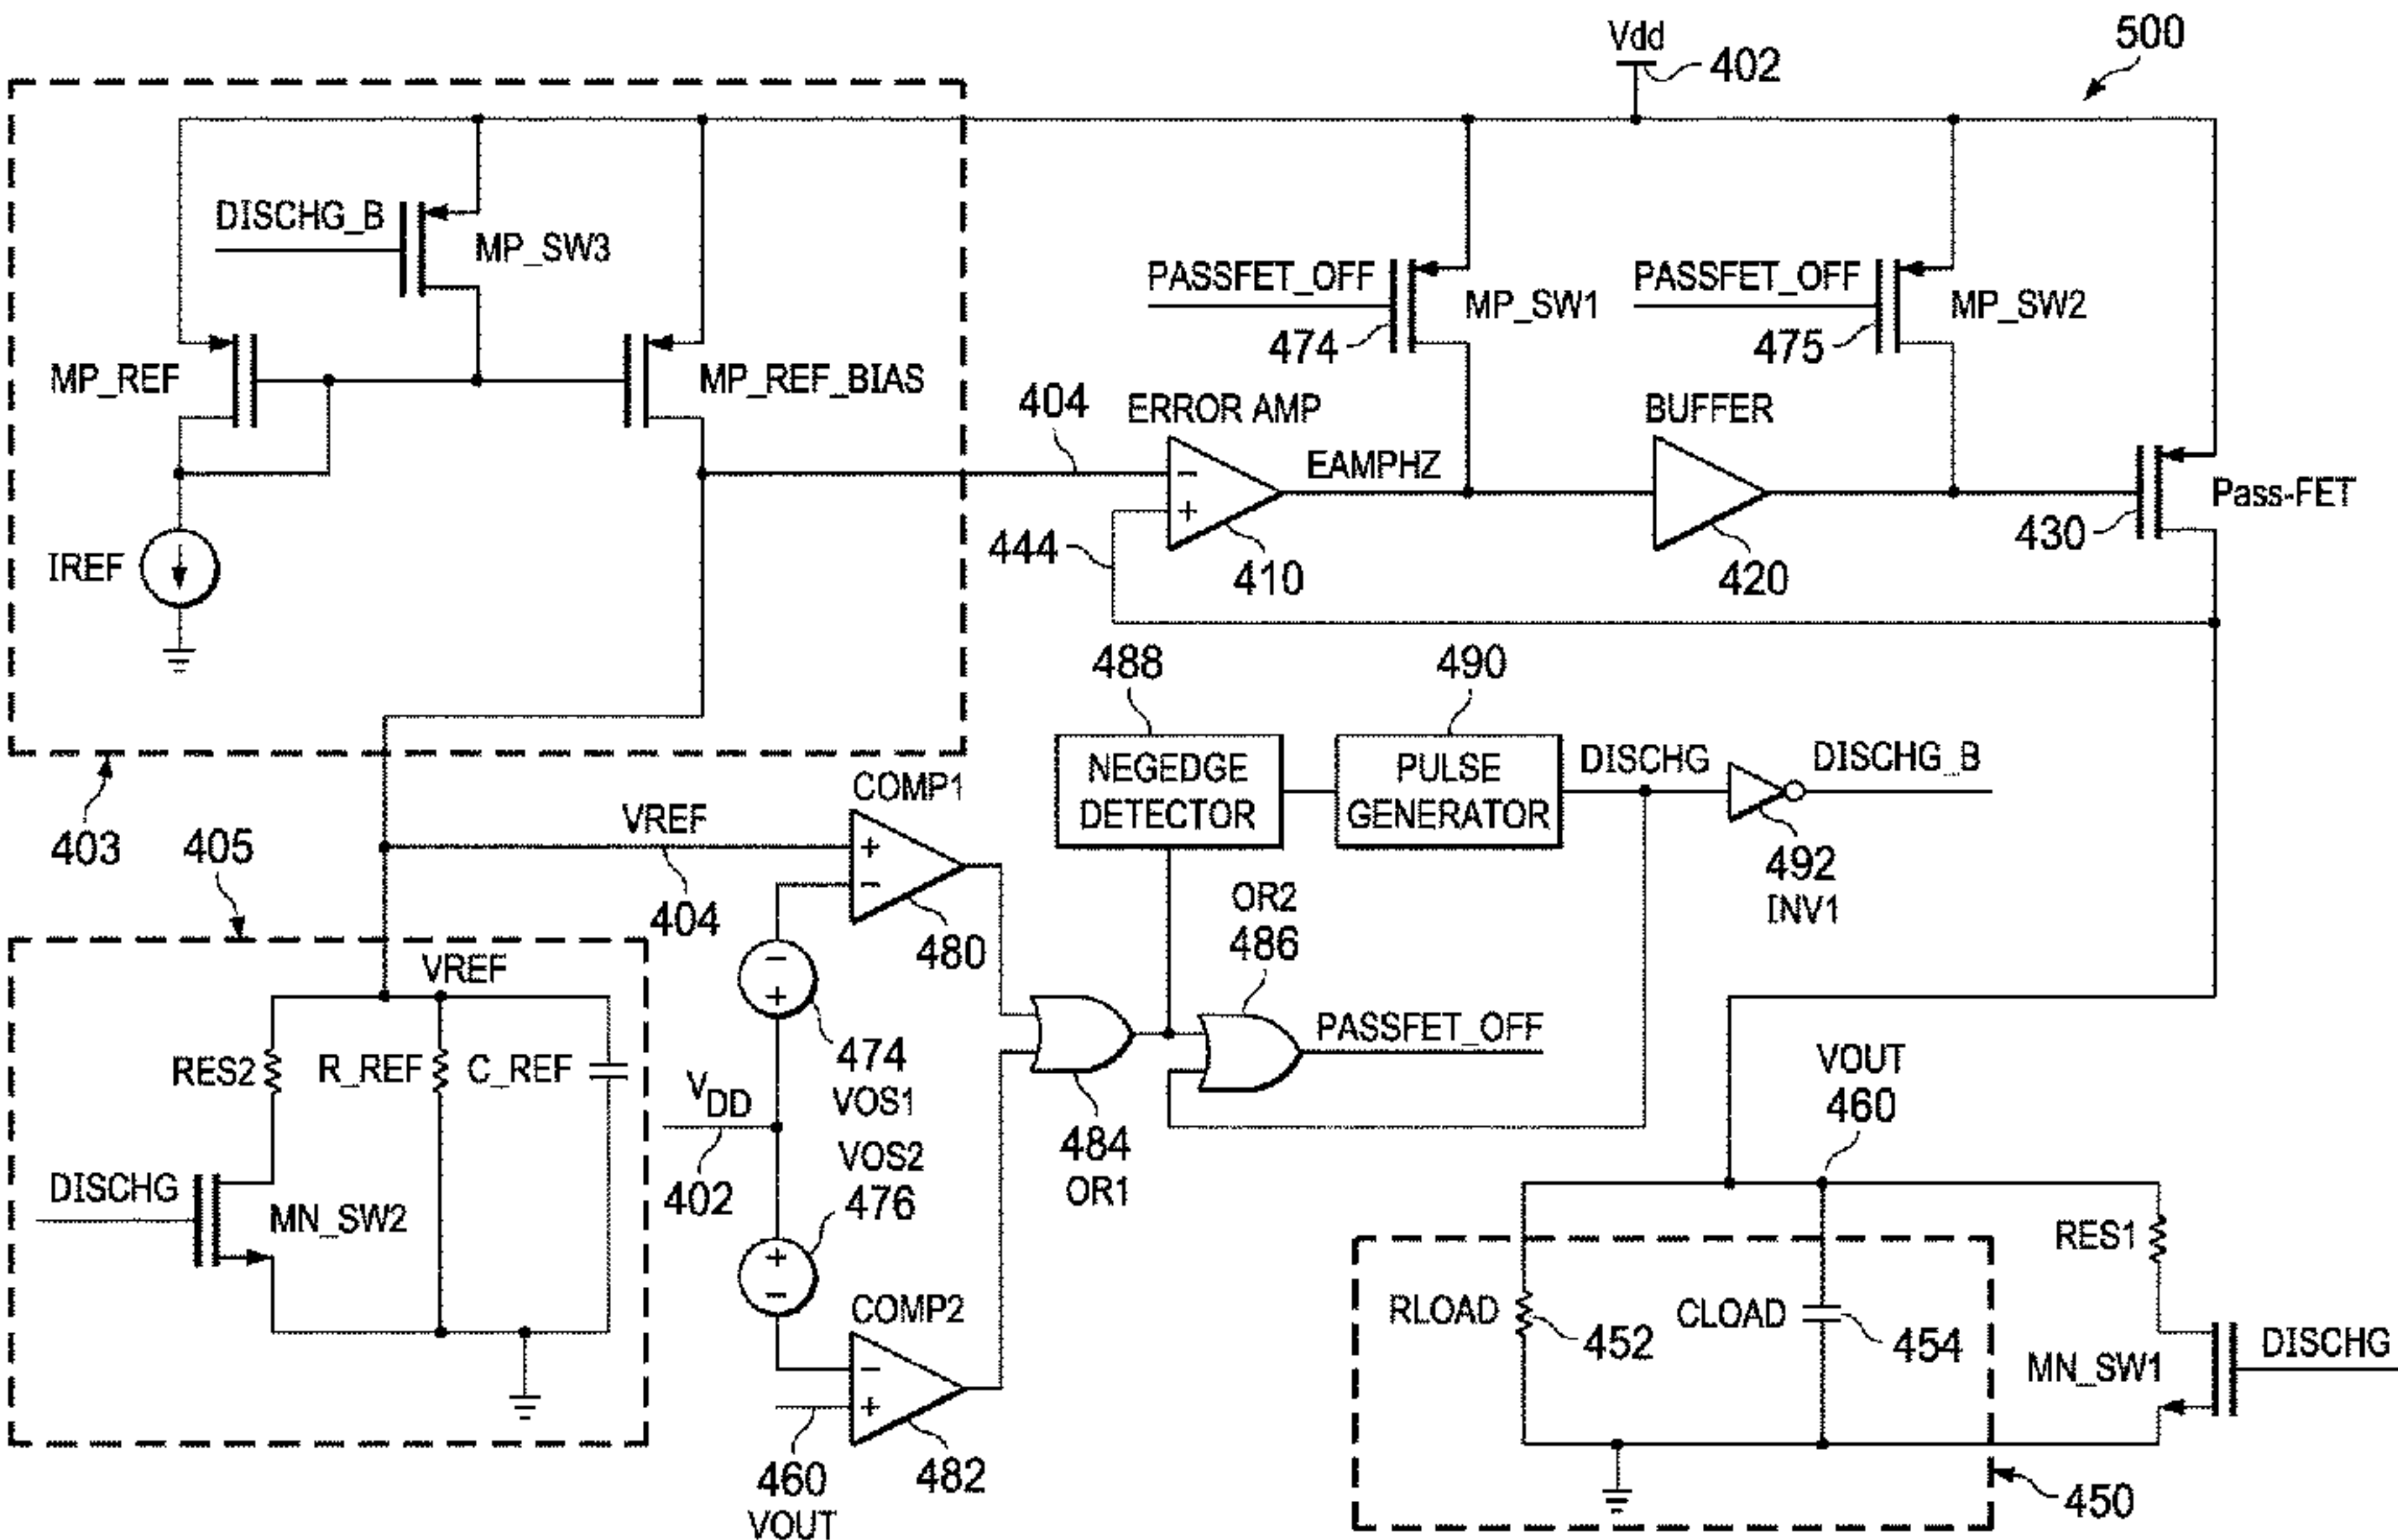 Vdd
402
500
DISCHG_B
MP_SW3
PASSFET_OFF
MP_SW1
474
PASSFET_OFF
MP_SW2
475
MP_REF
MP_REF_BIAS
404
ERROR AMP
BUFFER
EAMPHZ
-
+
Pass-FET
430
444
410
420
IREF
488
490
NEGEDGE
DETECTOR
PULSE
GENERATOR
DISCHG
DISCHG_B
492
INV1
403
405
COMP1
VREF
+
-
404
480
OR2
486
VREF
-
+
474
VOS1
PASSFET_OFF
RES2
R_REF
C_REF
VDD
402
VOS2
476
484
OR1
VOUT
460
DISCHG
MN_SW2
+
-
COMP2
-
+
482
460
VOUT
RES1
RLOAD
452
CLOAD
454
MN_SW1
DISCHG
450